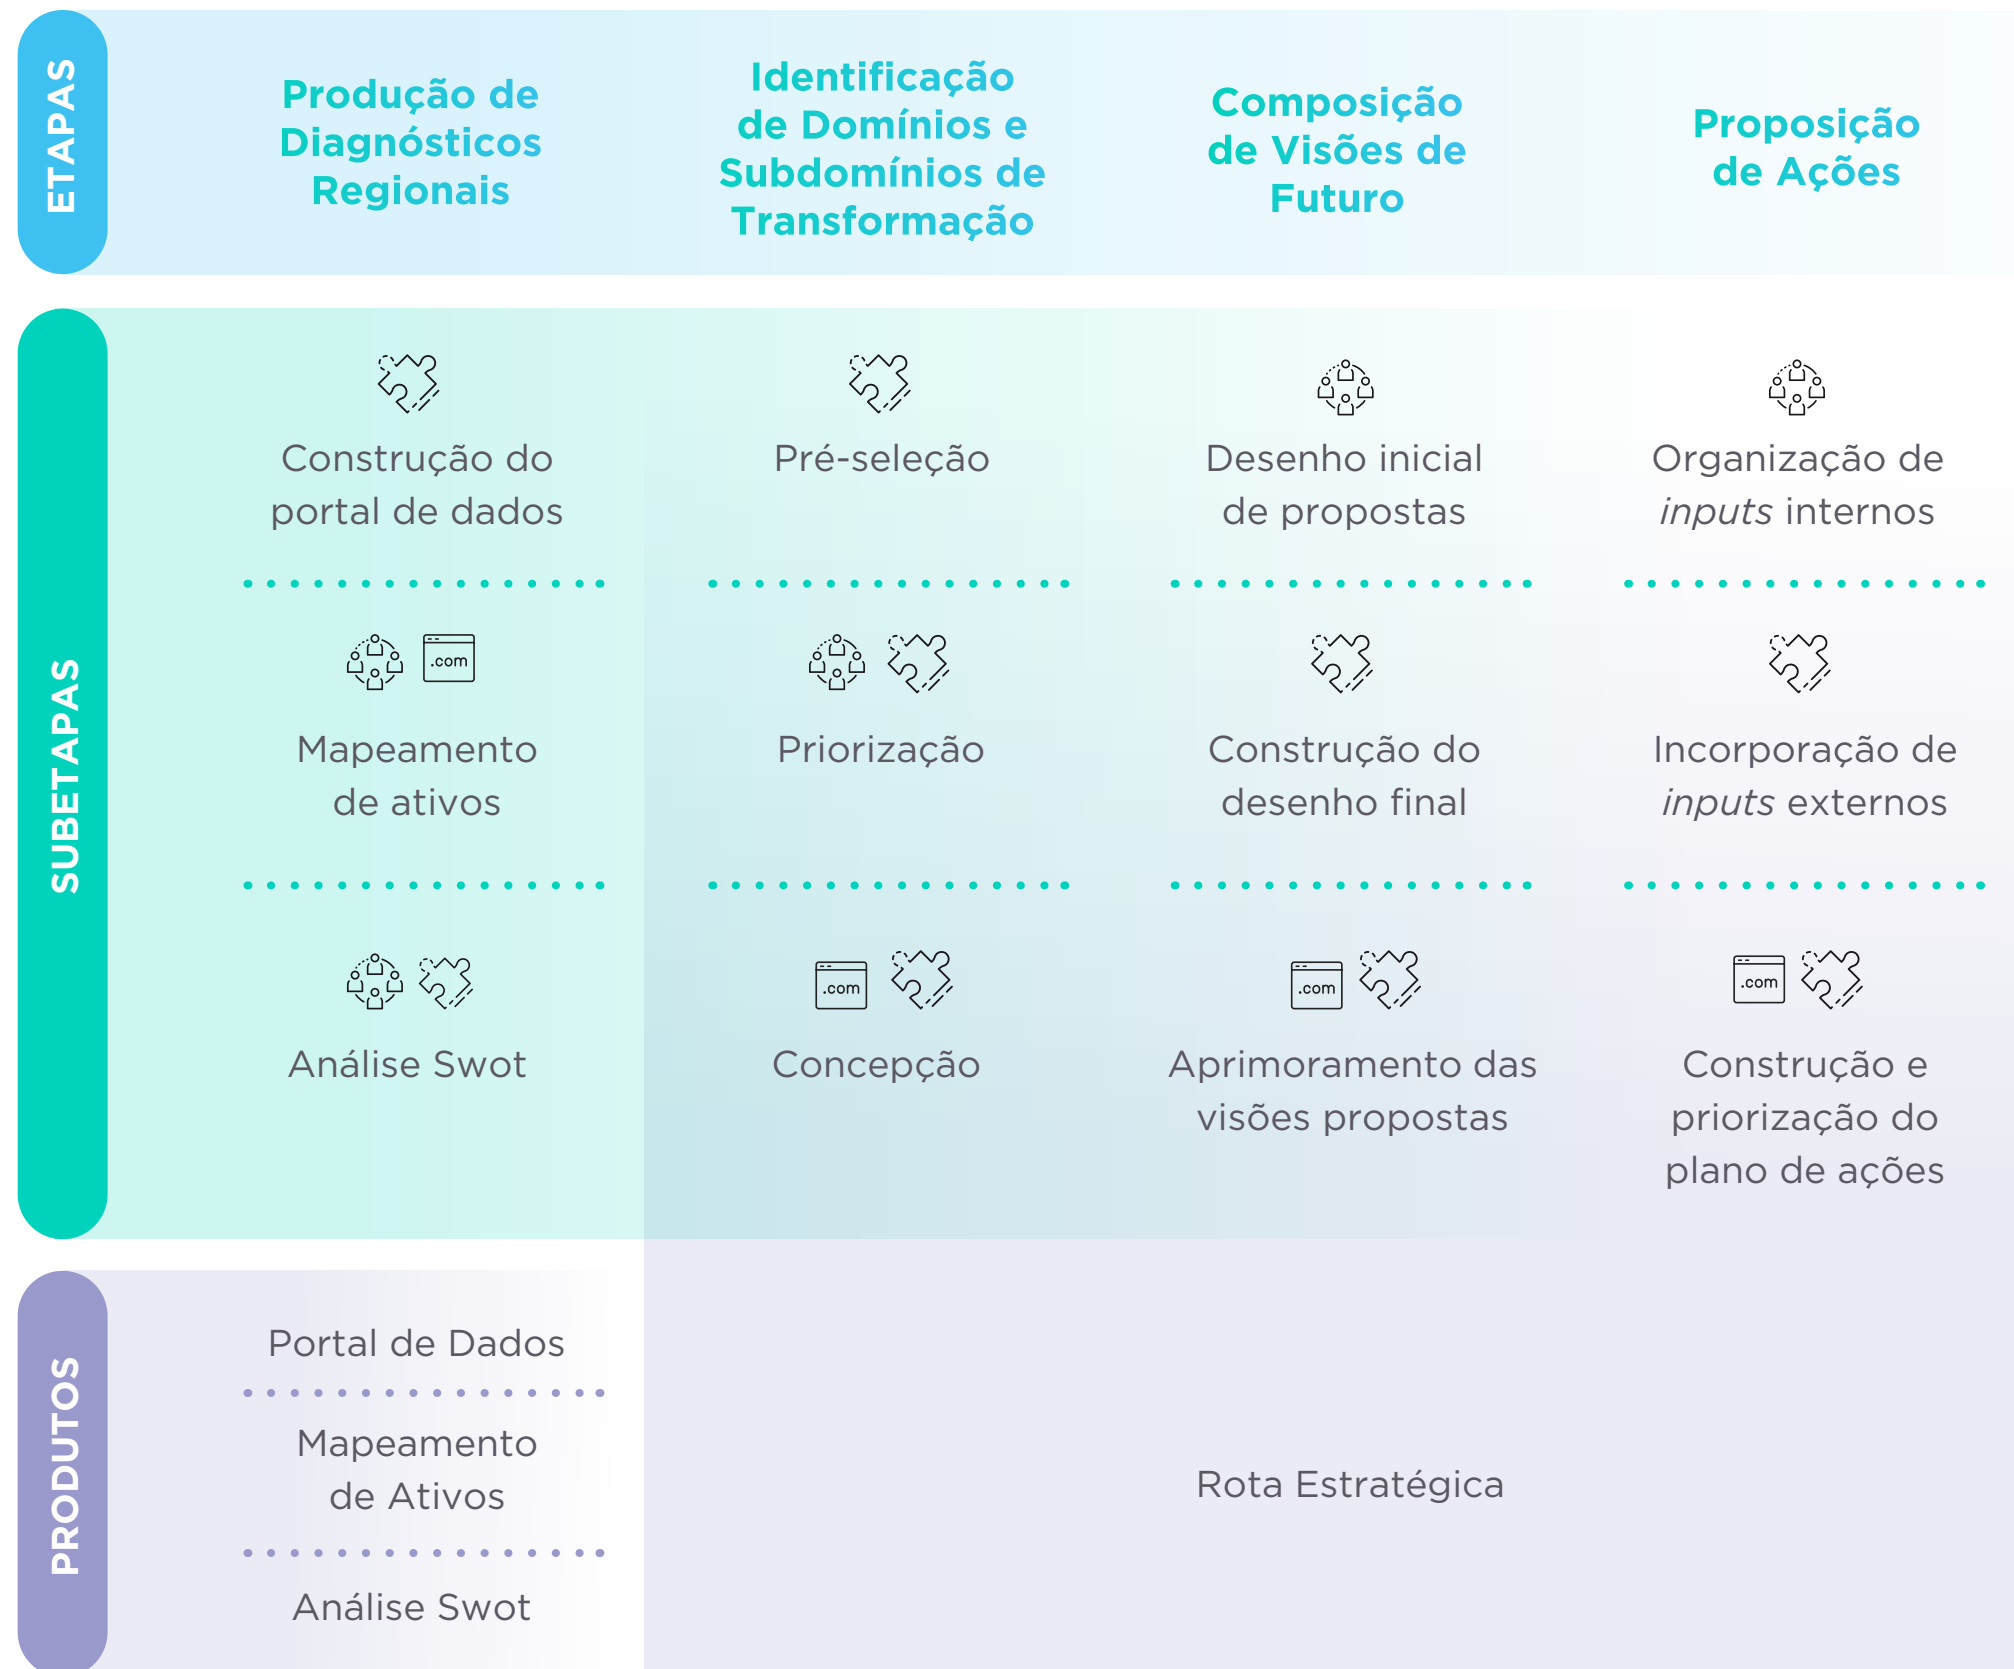 ETAPAS
Produção de
Diagnósticos
Regionais
Identificação
de Domínios e
Subdomínios de
Transformação
Composição
de Visões de
Futuro
Proposição
de Ações
SUBETAPAS
Construção do
portal de dados
Pré-seleção
Desenho inicial
de propostas
Organização de
inputs internos
.com
Mapeamento
de ativos
Priorização
Construção do
desenho final
Incorporação de
inputs externos
Análise Swot
.com
Concepção
.com
Aprimoramento das
visões propostas
.com
Construção e
priorização do
plano de ações
PRODUTOS
Portal de Dados
Mapeamento
de Ativos
Análise Swot
Rota Estratégica